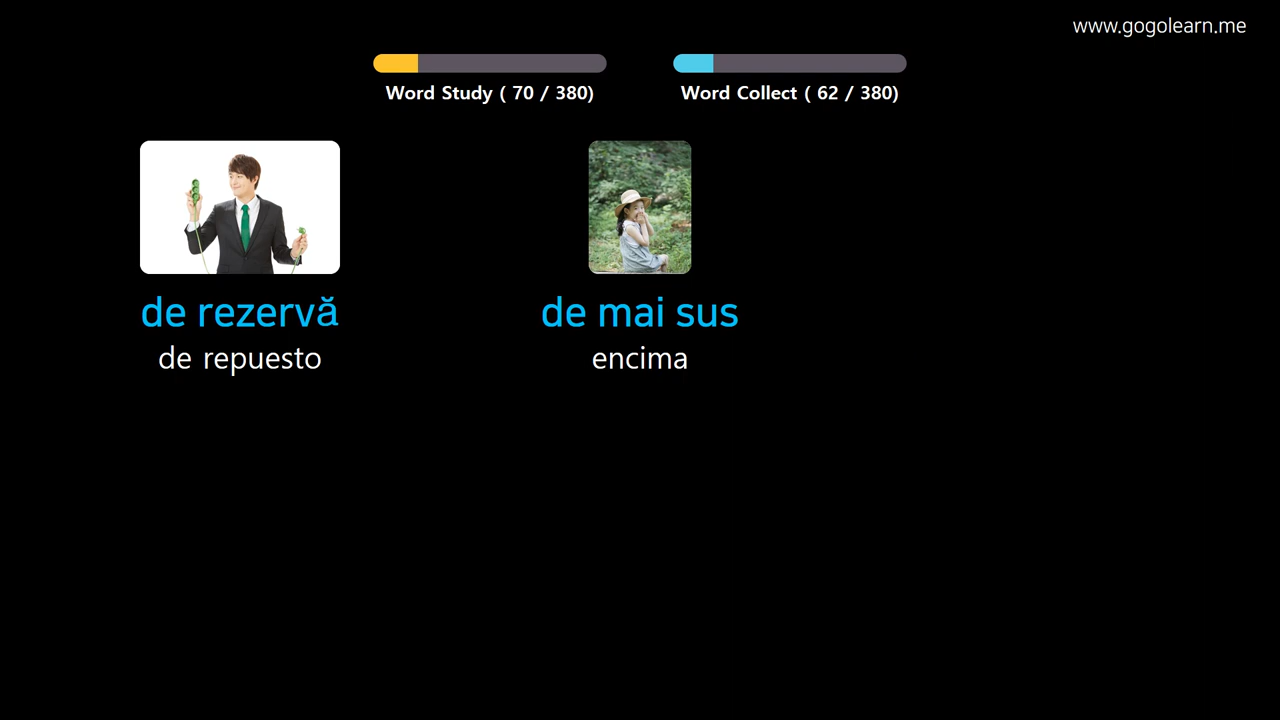 www.gogolearn.me
Word Study ( 70 / 380)
Word Collect ( 62 / 380)
de rezervă
de repuesto
de mai sus
encima